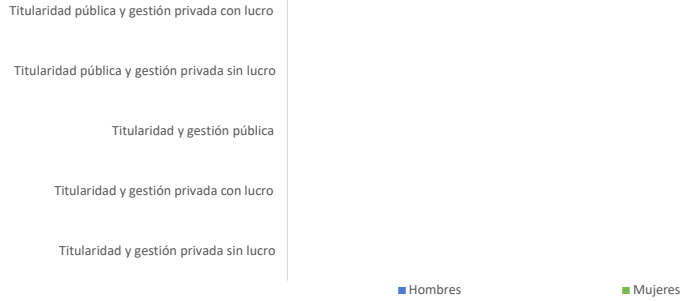 Titularidad pública y gestión privada con lucro
Titularidad pública y gestión privada sin lucro
Titularidad y gestión pública
Titularidad y gestión privada con lucro
Titularidad y gestión privada sin lucro
Hombres
Mujeres